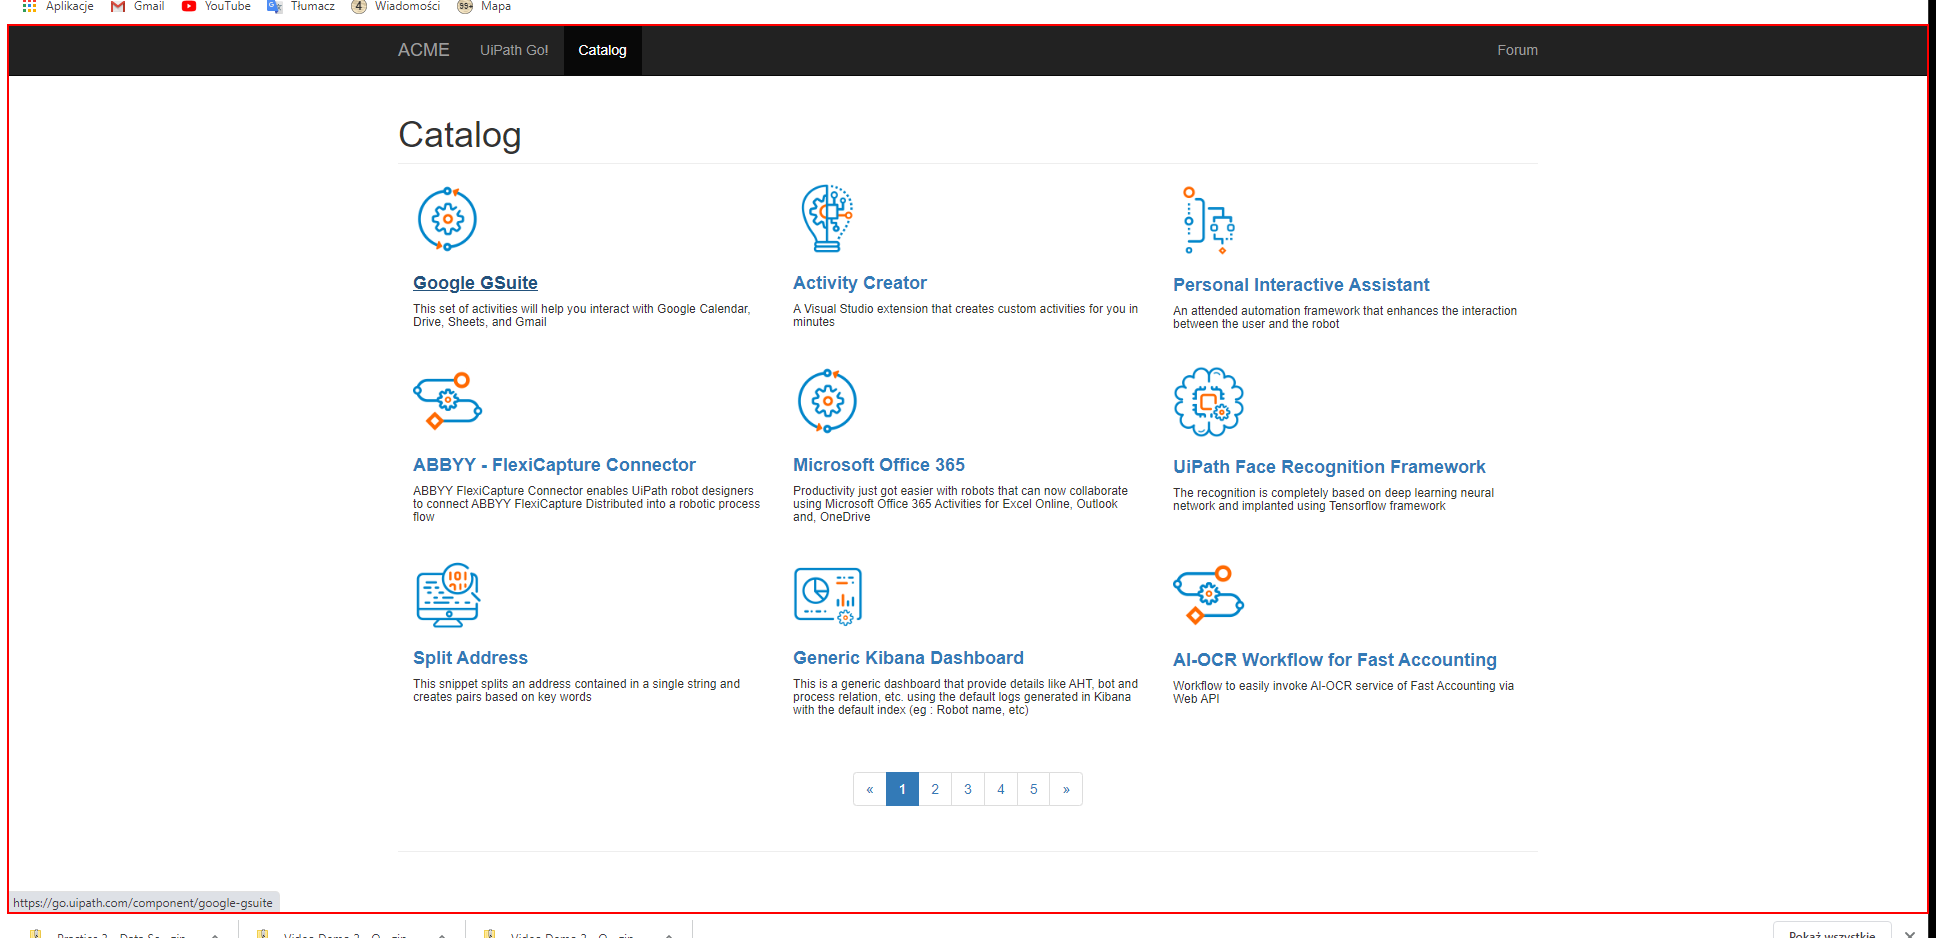 Aplikacje Gmail YouTube Tłumacz 4 Wiadomości 99+ Mapa
ACME UiPath Go! Catalog Forum
Catalog
Google GSuite
This set of activities will help you interact with Google Calendar,
Drive, Sheets, and Gmail
Activity Creator
A Visual Studio extension that creates custom activities for you in
minutes
Personal Interactive Assistant
An attended automation framework that enhances the interaction
between the user and the robot
ABBYY - FlexiCapture Connector
ABBYY FlexiCapture Connector enables UiPath robot designers
to connect ABBYY FlexiCapture Distributed into a robotic process
flow
Microsoft Office 365
Productivity just got easier with robots that can now collaborate
using Microsoft Office 365 Activities for Excel Online, Outlook
and, OneDrive
UiPath Face Recognition Framework
The recognition is completely based on deep learning neural
network and implanted using Tensorflow framework
Split Address
This snippet splits an address contained in a single string and
creates pairs based on key words
Generic Kibana Dashboard
This is a generic dashboard that provide details like AHT, bot and
process relation, etc. using the default logs generated in Kibana
with the default index (eg : Robot name, etc)
AI-OCR Workflow for Fast Accounting
Workflow to easily invoke AI-OCR service of Fast Accounting via
Web API
« 1 2 3 4 5 »
https://go.uipath.com/component/google-gsuite
Pokaż wszystkie